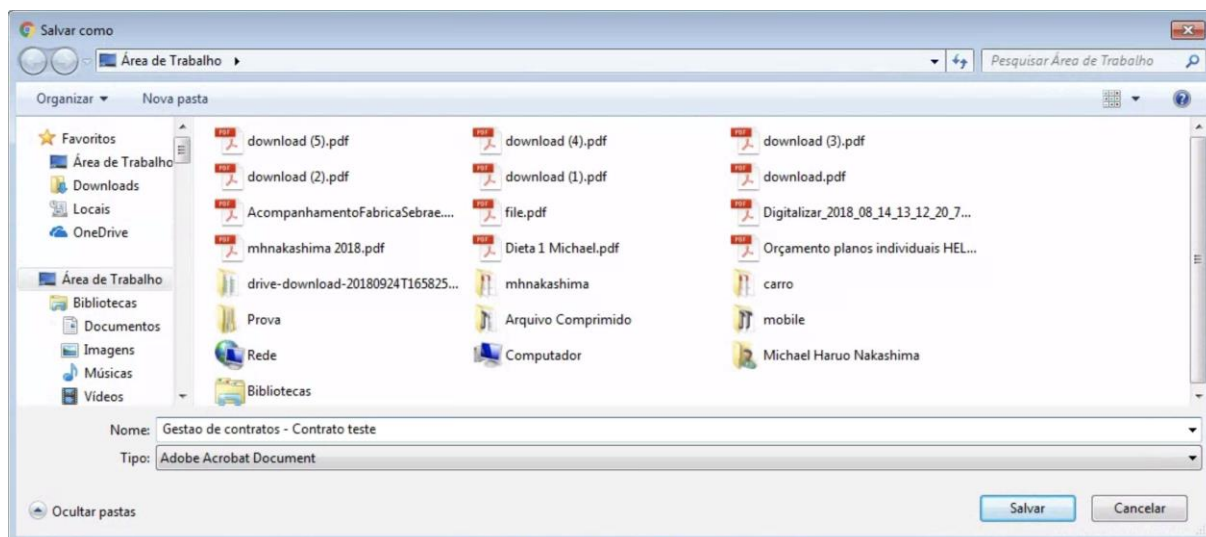 Salvar como
Área de Trabalho
Pesquisar Área de Trabalho
Organizar
Nova pasta
Favoritos
Área de Trabalho
Downloads
Locais
OneDrive
Área de Trabalho
Bibliotecas
Documentos
Imagens
Músicas
Vídeos
download (5).pdf
download (4).pdf
download (3).pdf
download (2).pdf
download (1).pdf
download.pdf
AcompanhamentoFabricaSebrae....
file.pdf
Digitalizar_2018_08_14_13_12_20_7...
mhnakashima 2018.pdf
Dieta 1 Michael.pdf
Orçamento planos individuais HEL...
drive-download-20180924T165825...
mhnakashima
carro
Prova
Arquivo Comprimido
mobile
Rede
Computador
Michael Haruo Nakashima
Bibliotecas
Nome: Gestao de contratos - Contrato teste
Tipo: Adobe Acrobat Document
Ocultar pastas
Salvar
Cancelar